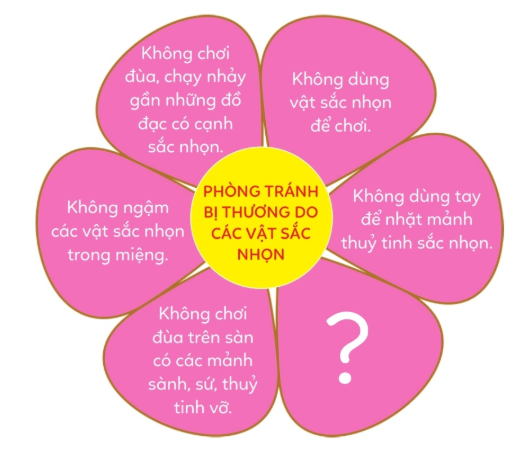 Không chơi
đùa, chạy nhảy
gần những đồ
đạc có cạnh
sắc nhọn.
Không dùng
vật sắc nhọn
để chơi.
Không ngậm
các vật sắc nhọn
trong miệng.
PHÒNG TRÁNH
BỊ THƯƠNG DO
CÁC VẬT SẮC
NHỌN
Không dùng tay
để nhặt mảnh
thuỷ tinh sắc nhọn.
Không chơi
đùa trên sàn
có các mảnh
sành, sứ, thuỷ
tinh vỡ.
?